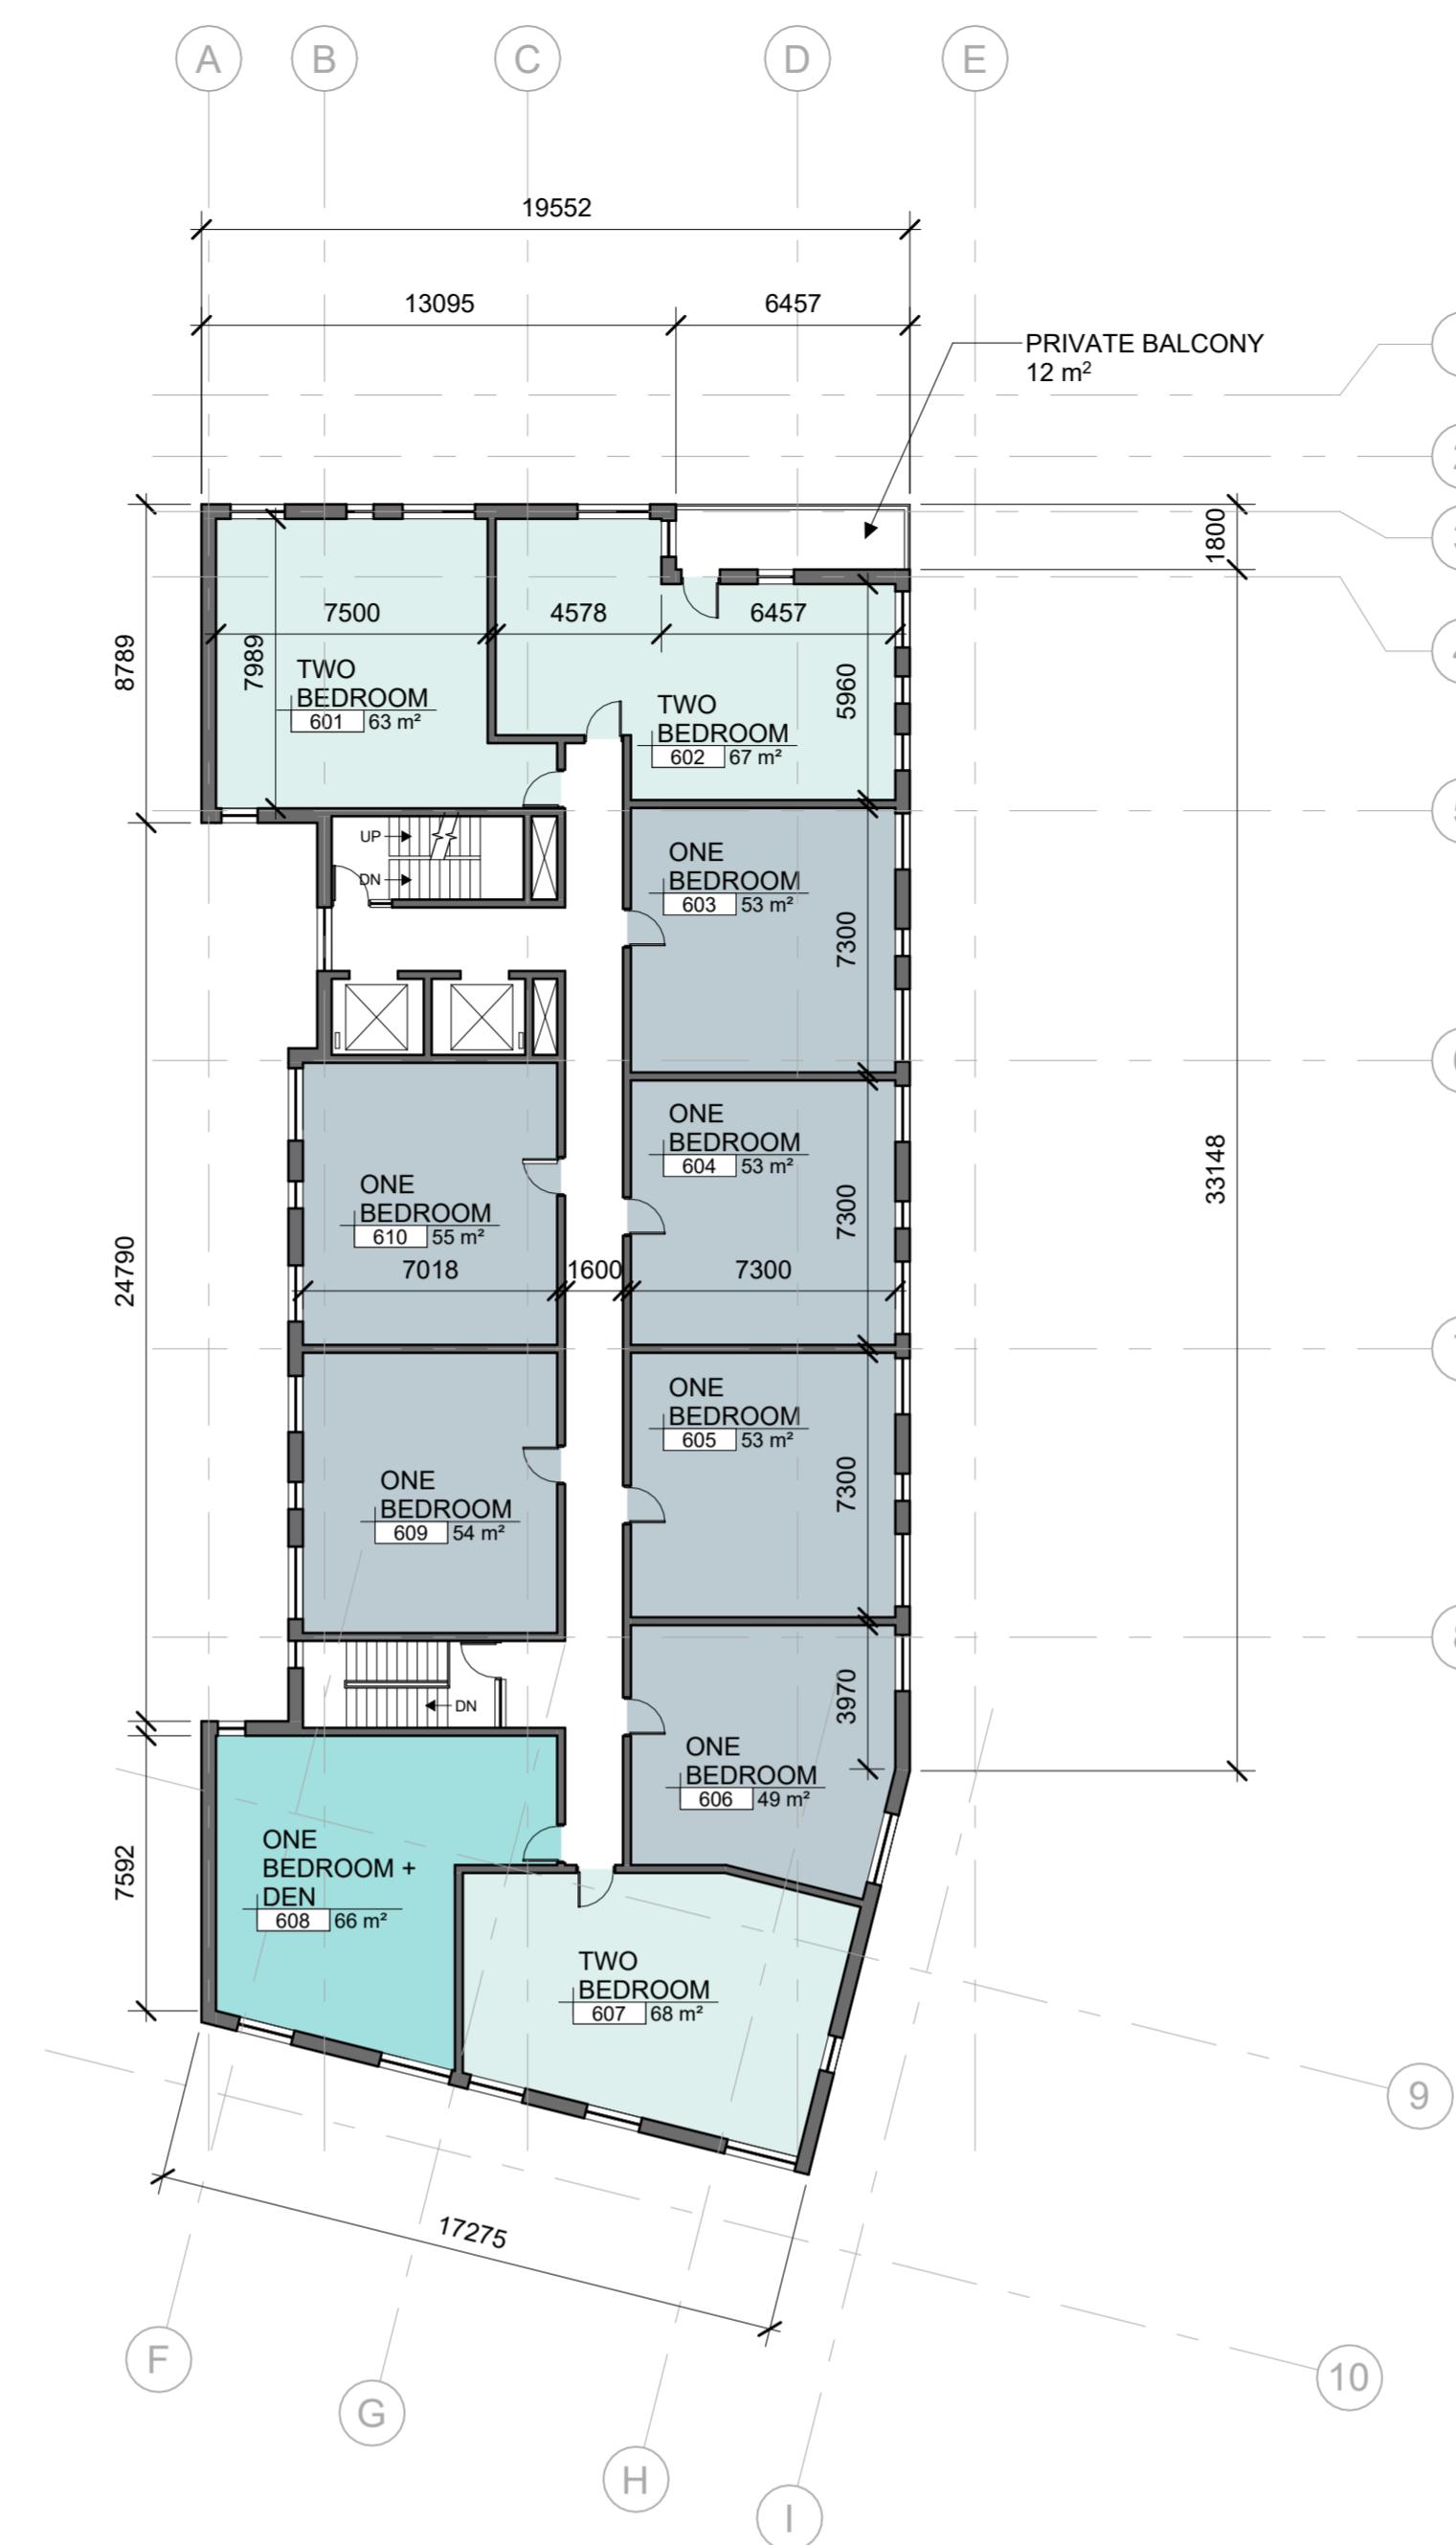 A B C D E
19552
13095 6457
PRIVATE BALCONY
12 m²
1800
7500 4578 6457
8789
7989
TWO
BEDROOM
601 63 m²
5960
TWO
BEDROOM
602 67 m²
UP
DN
ONE
BEDROOM
603 53 m²
7300
ONE
BEDROOM
604 53 m²
33148
ONE
BEDROOM
610 55 m²
7300
24790
7018 1600 7300
ONE
BEDROOM
605 53 m²
ONE
BEDROOM
609 54 m²
7300
3970
DN
ONE
BEDROOM
606 49 m²
7592
ONE
BEDROOM +
DEN
608 66 m²
TWO
BEDROOM
607 68 m²
9
17275
F
10
G
H
I